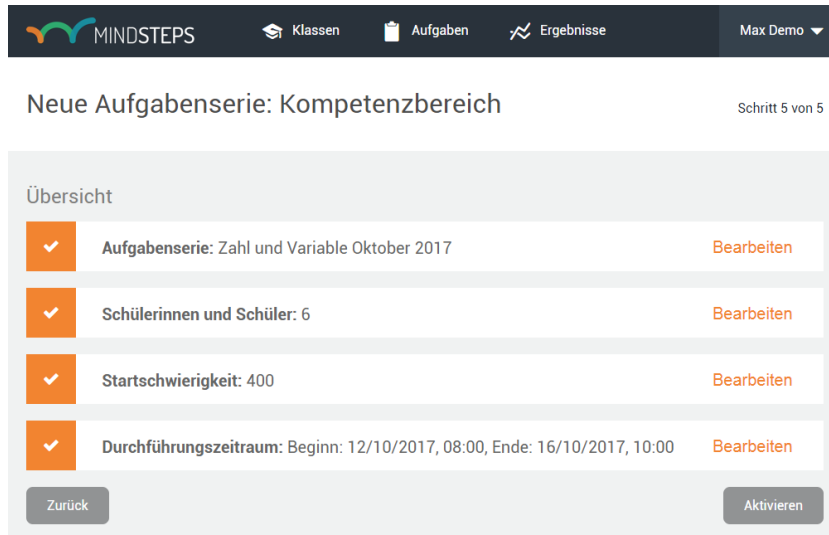 MINDSTEPS Klassen Aufgaben Ergebnisse Max Demo
Neue Aufgabenserie: Kompetenzbereich Schritt 5 von 5
Übersicht
Aufgabenserie: Zahl und Variable Oktober 2017 Bearbeiten
Schülerinnen und Schüler: 6 Bearbeiten
Startschwierigkeit: 400 Bearbeiten
Durchführungszeitraum: Beginn: 12/10/2017, 08:00, Ende: 16/10/2017, 10:00 Bearbeiten
Zurück Aktivieren